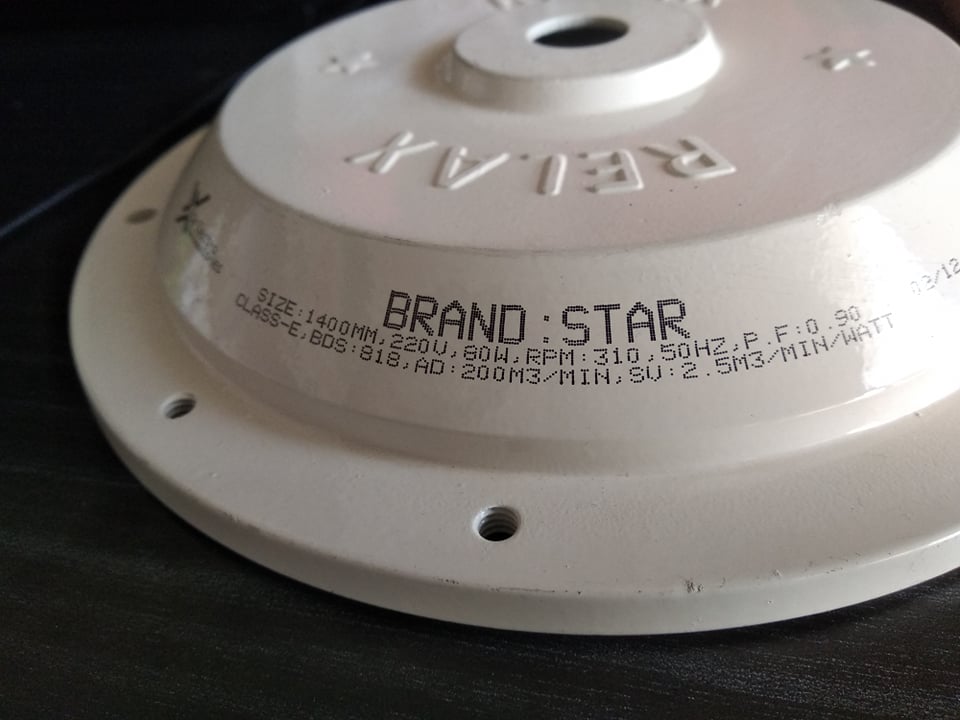 RELAX
BRAND:STAR
SIZE:1400MM,220V,80W,RPM:310,50HZ,P.F:0.90
CLASS-E,BDS:818,AD:200M3/MIN,SV:2.5M3/MIN/WATT